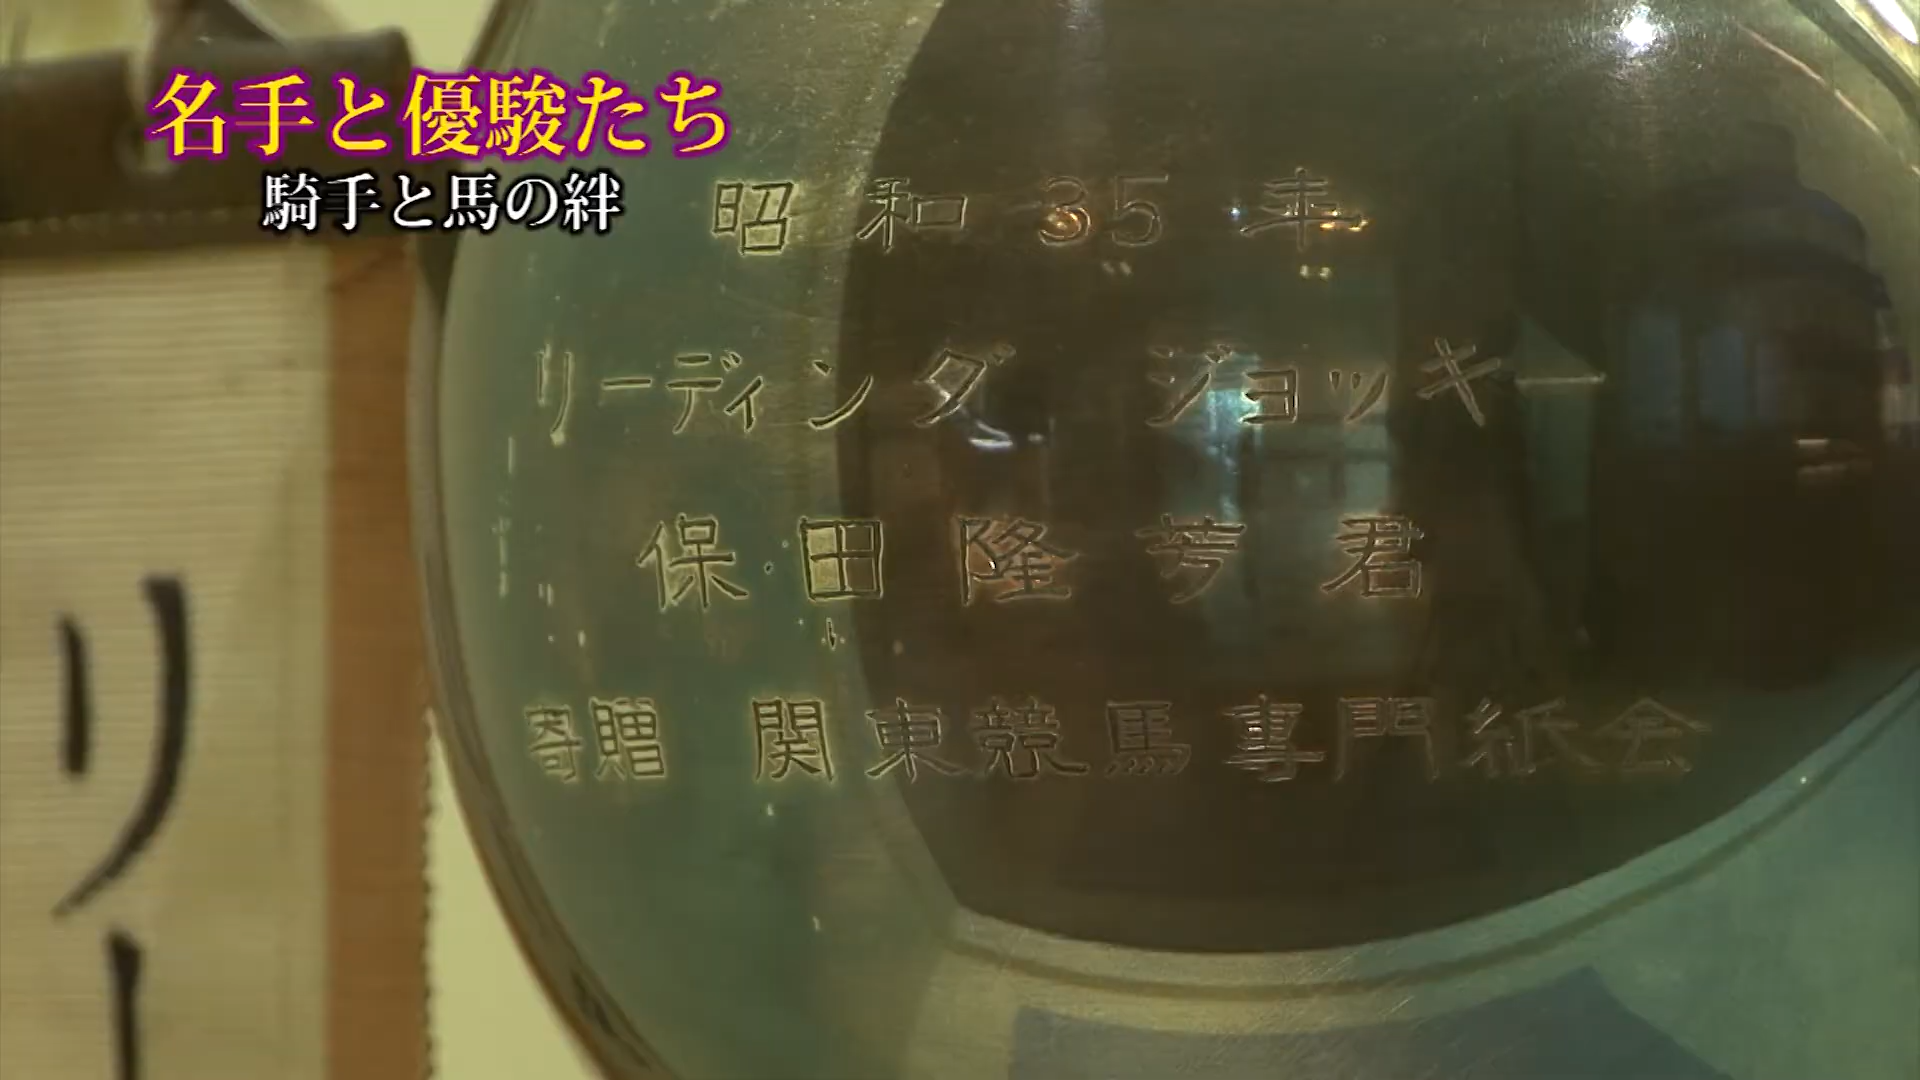 名手と優駿たち
騎手と馬の絆
昭和35年
リーディング ジョッキー
保田隆芳君
寄贈 関東競馬専門紙会
リー